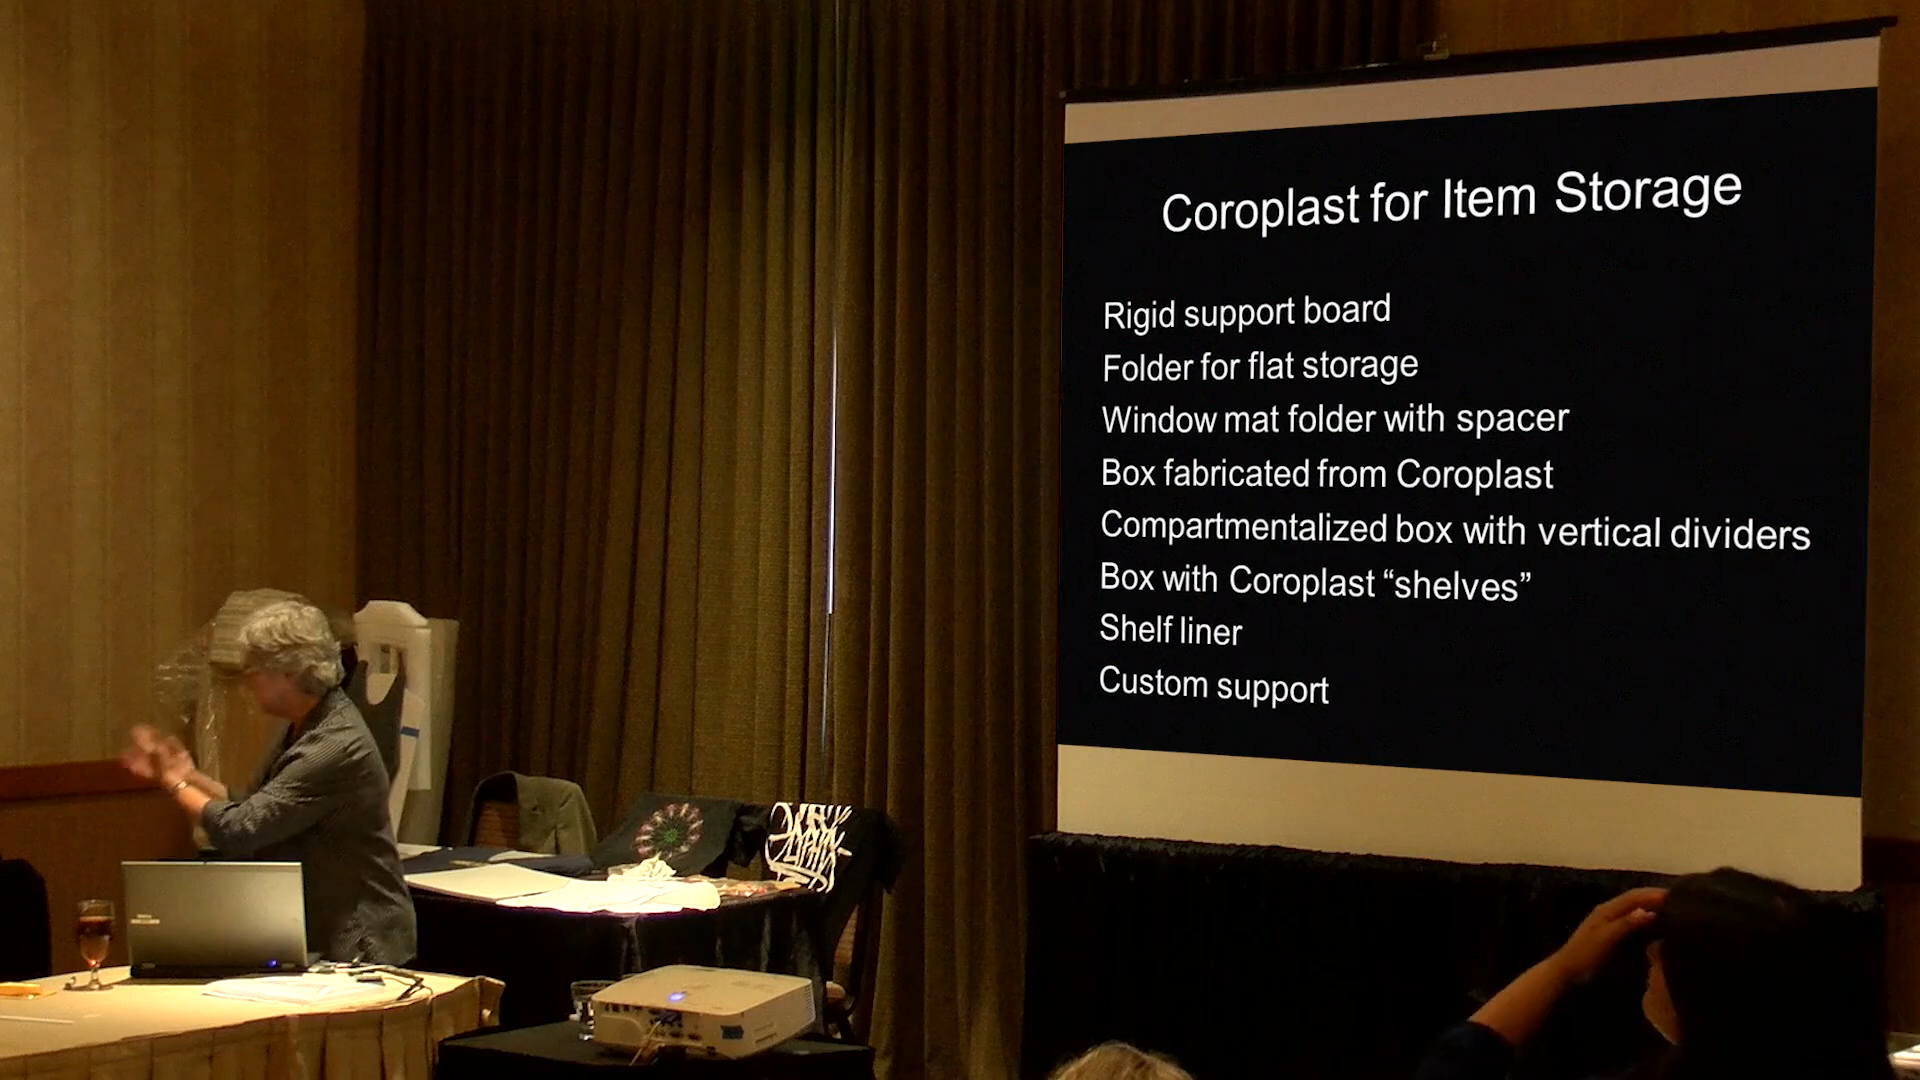 Coroplast for Item Storage
Rigid support board
Folder for flat storage
Window mat folder with spacer
Box fabricated from Coroplast
Compartmentalized box with vertical dividers
Box with Coroplast “shelves”
Shelf liner
Custom support